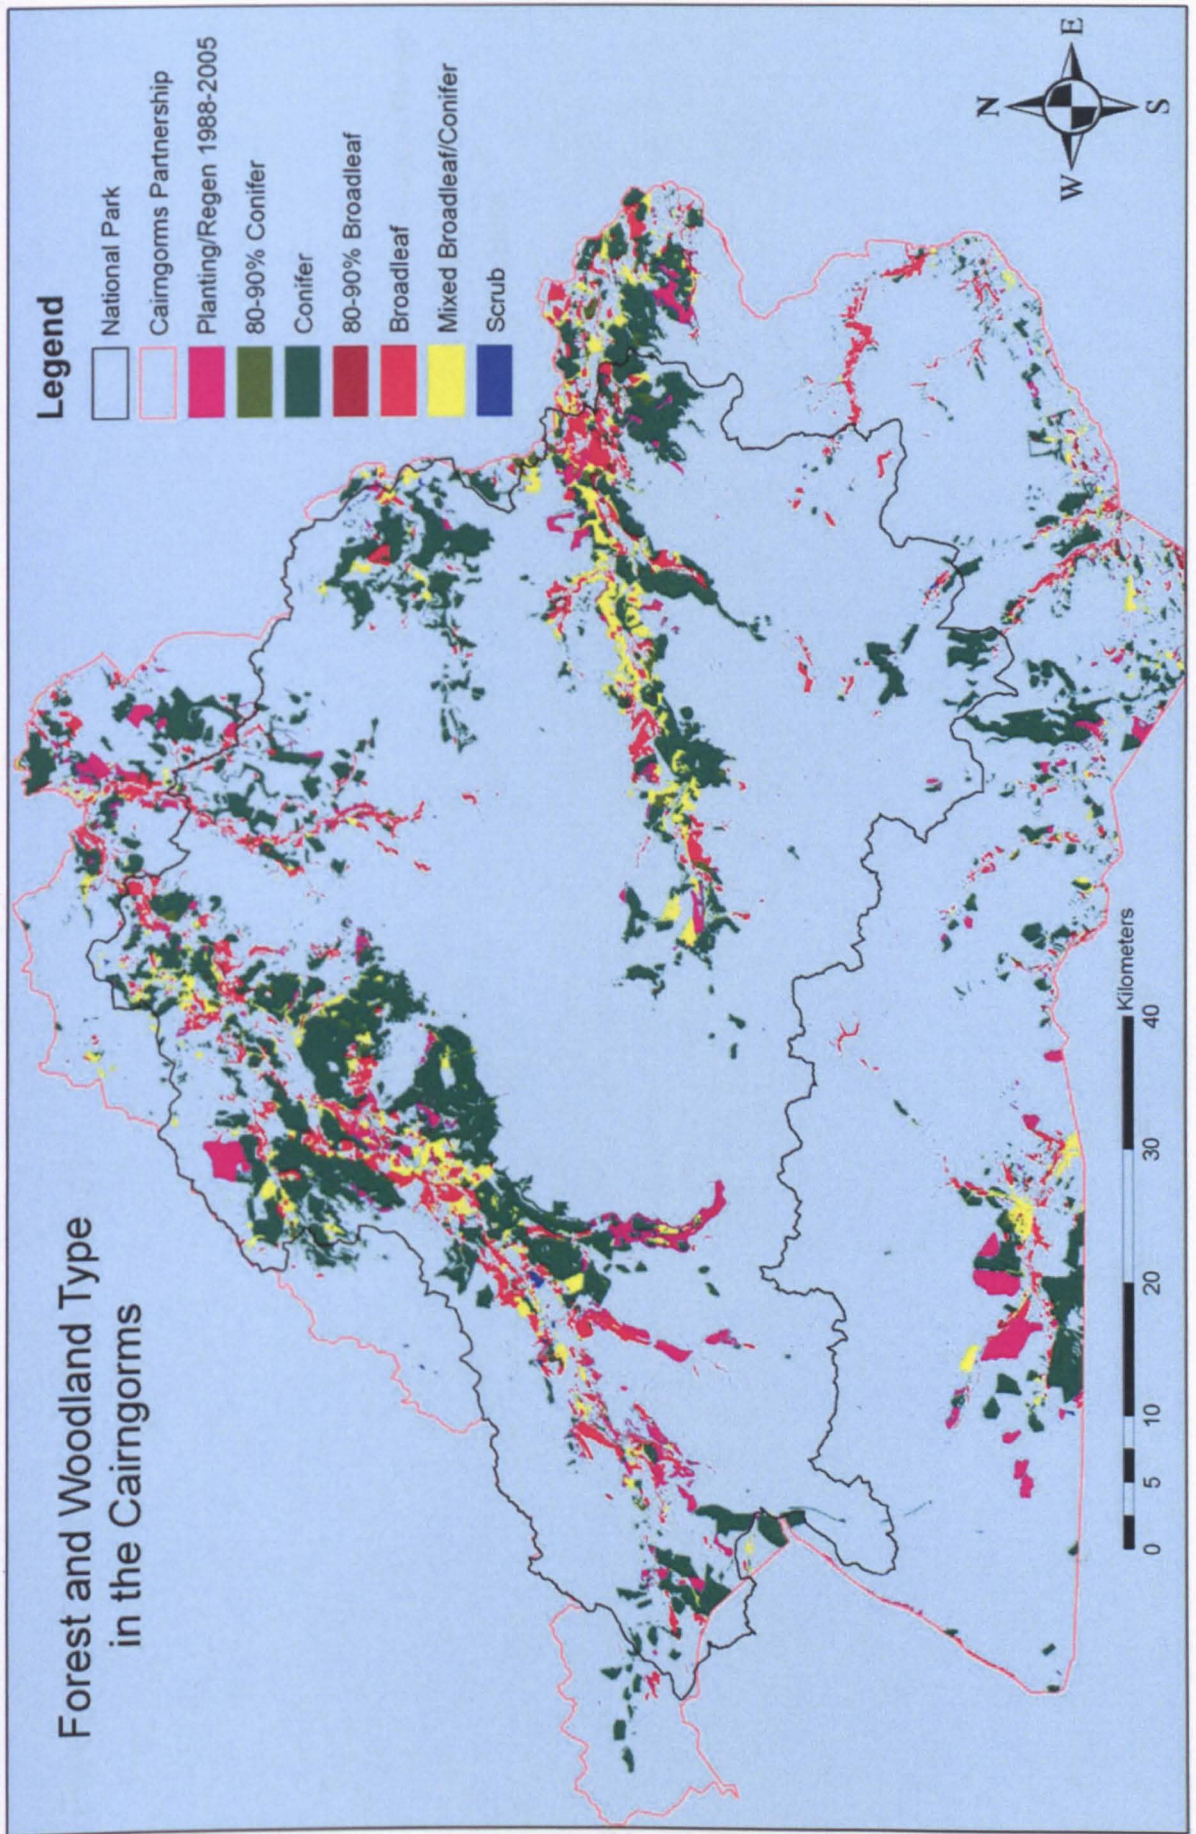 Forest and Woodland Type
in the Cairngorms
Legend
National Park
Cairngorms Partnership
Planting/Regen 1988-2005
80-90% Conifer
Conifer
80-90% Broadleaf
Broadleaf
Mixed Broadleaf/Conifer
Scrub
N
W
E
S
Kilometers
0 5 10 20 30 40